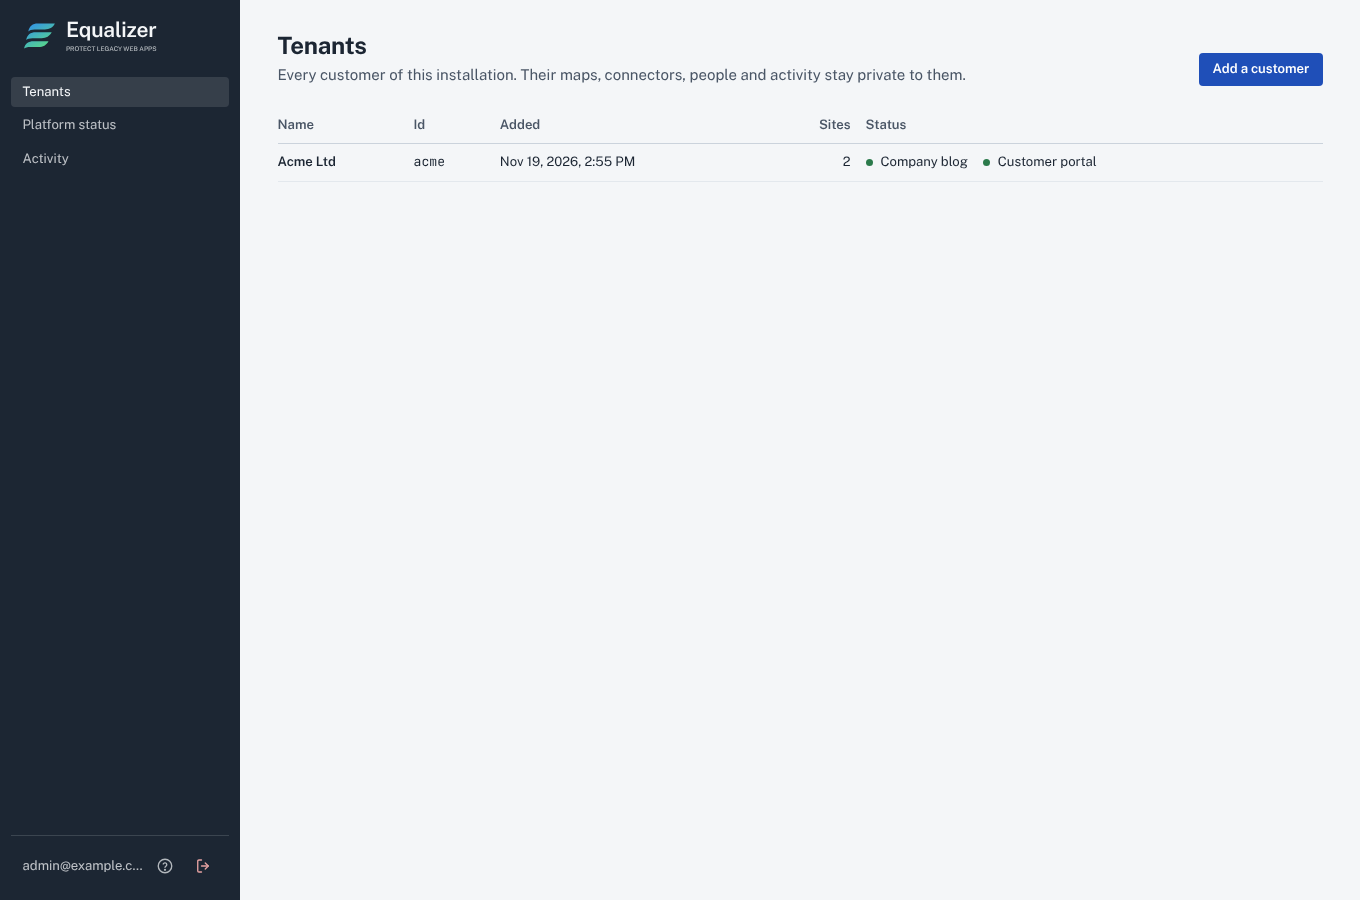 Equalizer
PROTECT LEGACY WEB APPS
Tenants
Platform status
Activity
admin@example.c...
Tenants
Every customer of this installation. Their maps, connectors, people and activity stay private to them.
Add a customer
Name Id Added Sites Status
Acme Ltd acme Nov 19, 2026, 2:55 PM 2 Company blog Customer portal